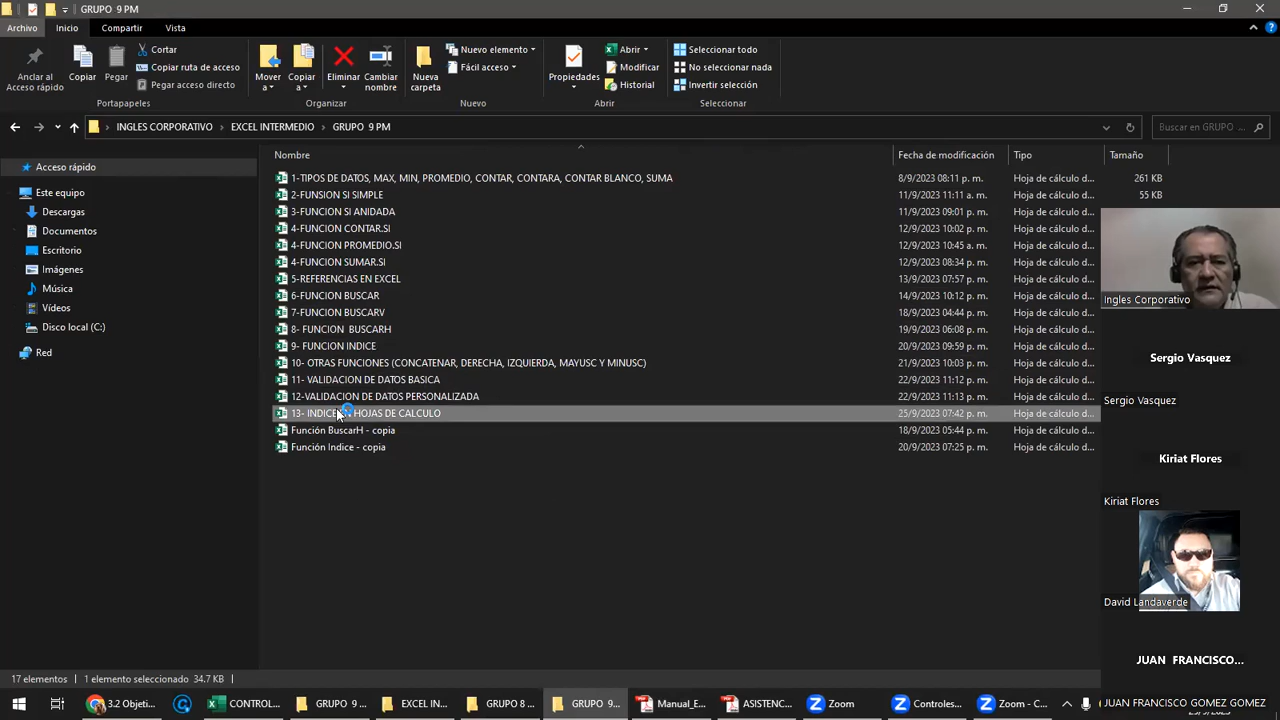 GRUPO 9 PM
Archivo Inicio Compartir Vista
Anclar al Acceso rápido
Copiar
Pegar
Cortar
Copiar ruta de acceso
Pegar acceso directo
Portapapeles
Mover a
Copiar a
Eliminar
Cambiar nombre
Organizar
Nueva carpeta
Nuevo elemento
Fácil acceso
Nuevo
Propiedades
Abrir
Modificar
Historial
Abrir
Seleccionar todo
No seleccionar nada
Invertir selección
Seleccionar
INGLES CORPORATIVO › EXCEL INTERMEDIO › GRUPO 9 PM
Buscar en GRUPO ...
Acceso rápido
Este equipo
Descargas
Documentos
Escritorio
Imágenes
Música
Vídeos
Disco local (C:)
Red
Nombre Fecha de modificación Tipo Tamaño
1-TIPOS DE DATOS, MAX, MIN, PROMEDIO, CONTAR, CONTARA, CONTAR BLANCO, SUMA 8/9/2023 08:11 p. m. Hoja de cálculo d... 261 KB
2-FUNSION SI SIMPLE 11/9/2023 11:11 a. m. Hoja de cálculo d... 55 KB
3-FUNCION SI ANIDADA 11/9/2023 09:01 p. m. Hoja de cálculo d...
4-FUNCION CONTAR.SI 12/9/2023 10:02 p. m. Hoja de cálculo d...
4-FUNCION PROMEDIO.SI 12/9/2023 10:45 a. m. Hoja de cálculo d...
4-FUNCION SUMAR.SI 12/9/2023 08:34 p. m. Hoja de cálculo d...
5-REFERENCIAS EN EXCEL 13/9/2023 07:57 p. m. Hoja de cálculo d...
6-FUNCION BUSCAR 14/9/2023 10:12 p. m. Hoja de cálculo d...
7-FUNCION BUSCARV 18/9/2023 04:44 p. m. Hoja de cálculo d...
8- FUNCION BUSCARH 19/9/2023 06:08 p. m. Hoja de cálculo d...
9- FUNCION INDICE 20/9/2023 09:59 p. m. Hoja de cálculo d...
10- OTRAS FUNCIONES (CONCATENAR, DERECHA, IZQUIERDA, MAYUSC Y MINUSC) 21/9/2023 10:03 p. m. Hoja de cálculo d...
11- VALIDACION DE DATOS BASICA 22/9/2023 11:12 p. m. Hoja de cálculo d...
12-VALIDACION DE DATOS PERSONALIZADA 22/9/2023 11:13 p. m. Hoja de cálculo d...
13- INDICE HOJAS DE CALCULO 25/9/2023 07:42 p. m. Hoja de cálculo d...
Función BuscarH - copia 18/9/2023 05:44 p. m. Hoja de cálculo d...
Función Indice - copia 20/9/2023 07:25 p. m. Hoja de cálculo d...
Ingles Corporativo
Sergio Vasquez
Sergio Vasquez
Kiriat Flores
Kiriat Flores
David Landaverde
JUAN FRANCISCO...
JUAN FRANCISCO GOMEZ GOMEZ
17 elementos 1 elemento seleccionado 34.7 KB
3.2 Objeti... CONTROL... GRUPO 9 ... EXCEL IN... GRUPO 8 ... GRUPO 9... Manual_E... ASISTENC... Zoom Controles... Zoom - C...